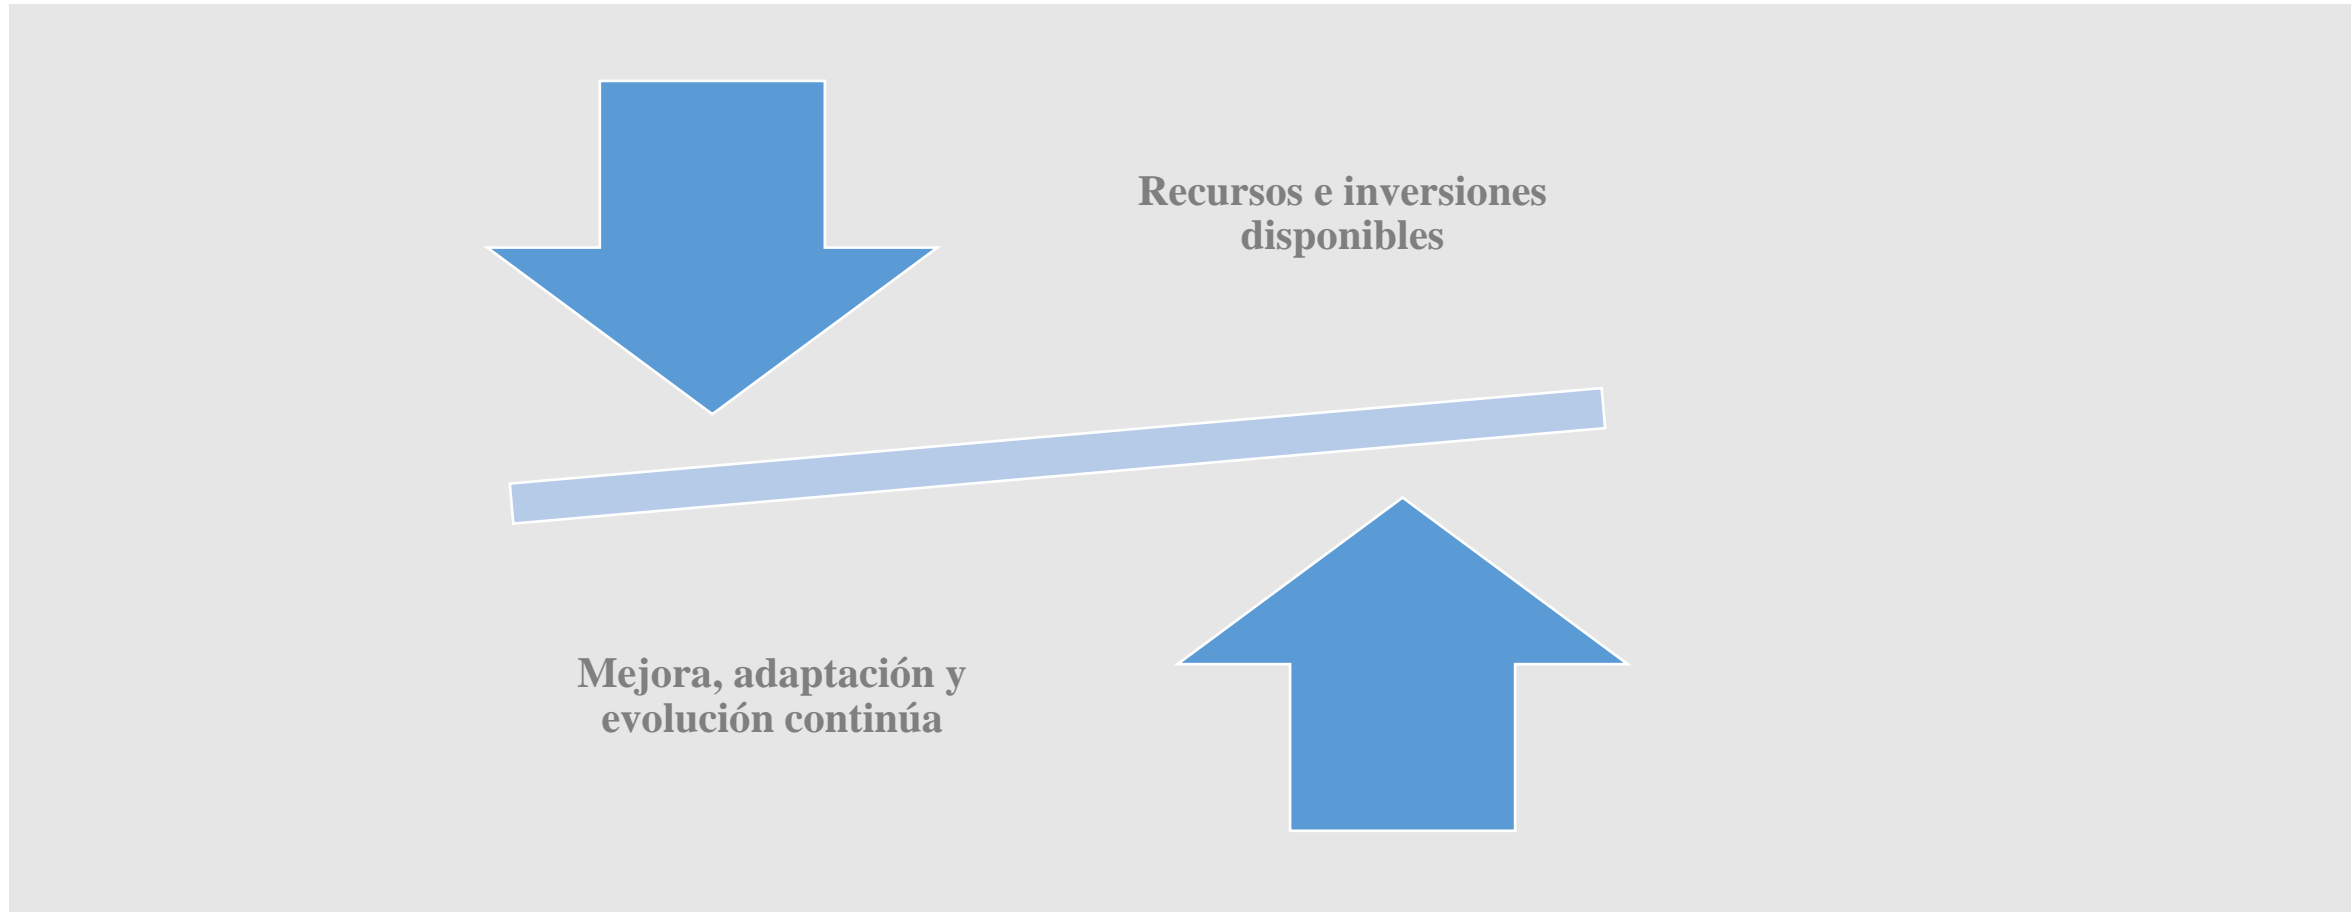 Recursos e inversiones
disponibles
Mejora, adaptación y
evolución continúa